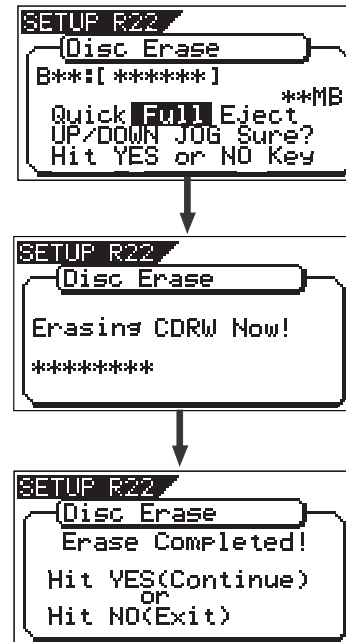 SETUP R22
Disc Erase
B**:[ ****** ]
**MB
Quick Full Eject
UP/DOWN JOG Sure?
Hit YES or NO Key
SETUP R22
Disc Erase
Erasing CDRW Now!
********
SETUP R22
Disc Erase
Erase Completed!
Hit YES(Continue)
or
Hit NO(Exit)